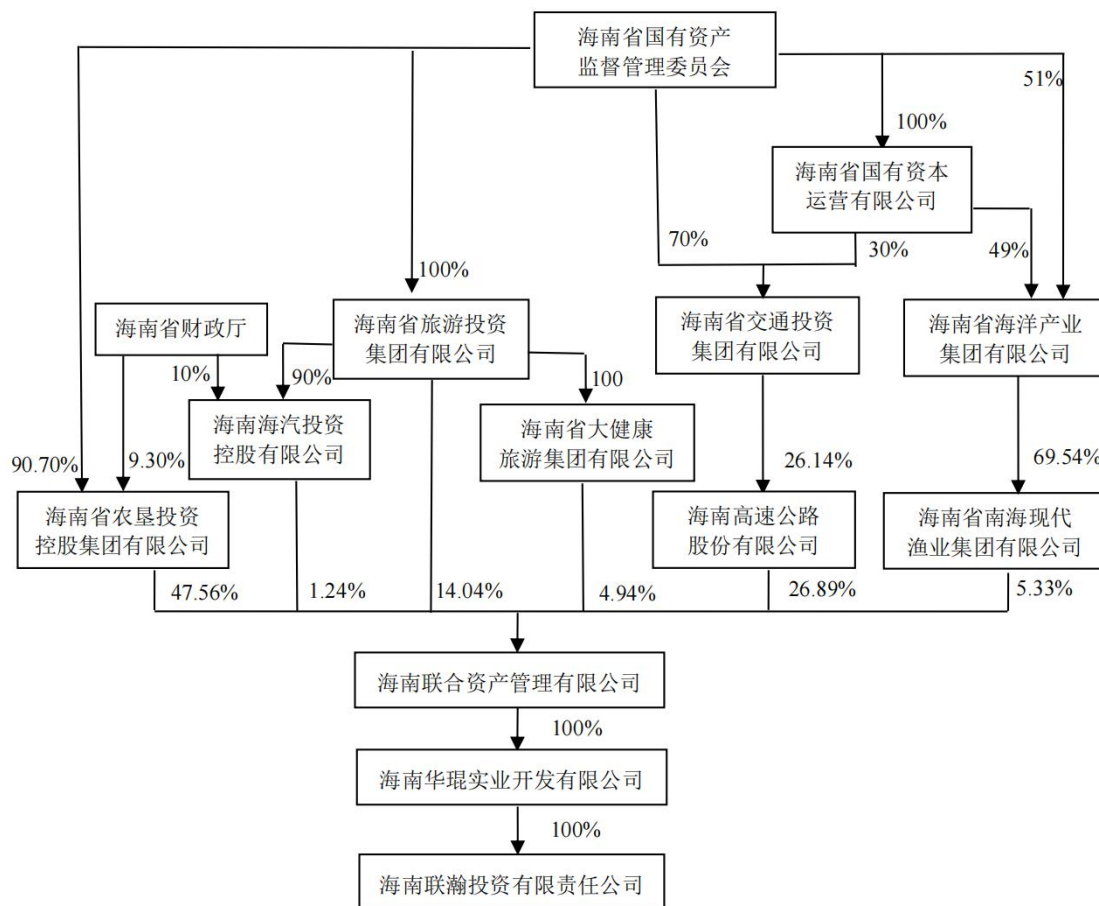 海南省国有资产
监督管理委员会
51%
100%
海南省国有资本
运营有限公司
70%
30%
49%
100%
海南省财政厅
海南省旅游投资
集团有限公司
海南省交通投资
集团有限公司
海南省海洋产业
集团有限公司
10%
90%
100
海南海汽投资
控股有限公司
海南省大健康
旅游集团有限公司
90.70%
9.30%
26.14%
69.54%
海南省农垦投资
控股集团有限公司
海南高速公路
股份有限公司
海南省南海现代
渔业集团有限公司
47.56%
1.24%
14.04%
4.94%
26.89%
5.33%
海南联合资产管理有限公司
100%
海南华琨实业开发有限公司
100%
海南联瀚投资有限责任公司